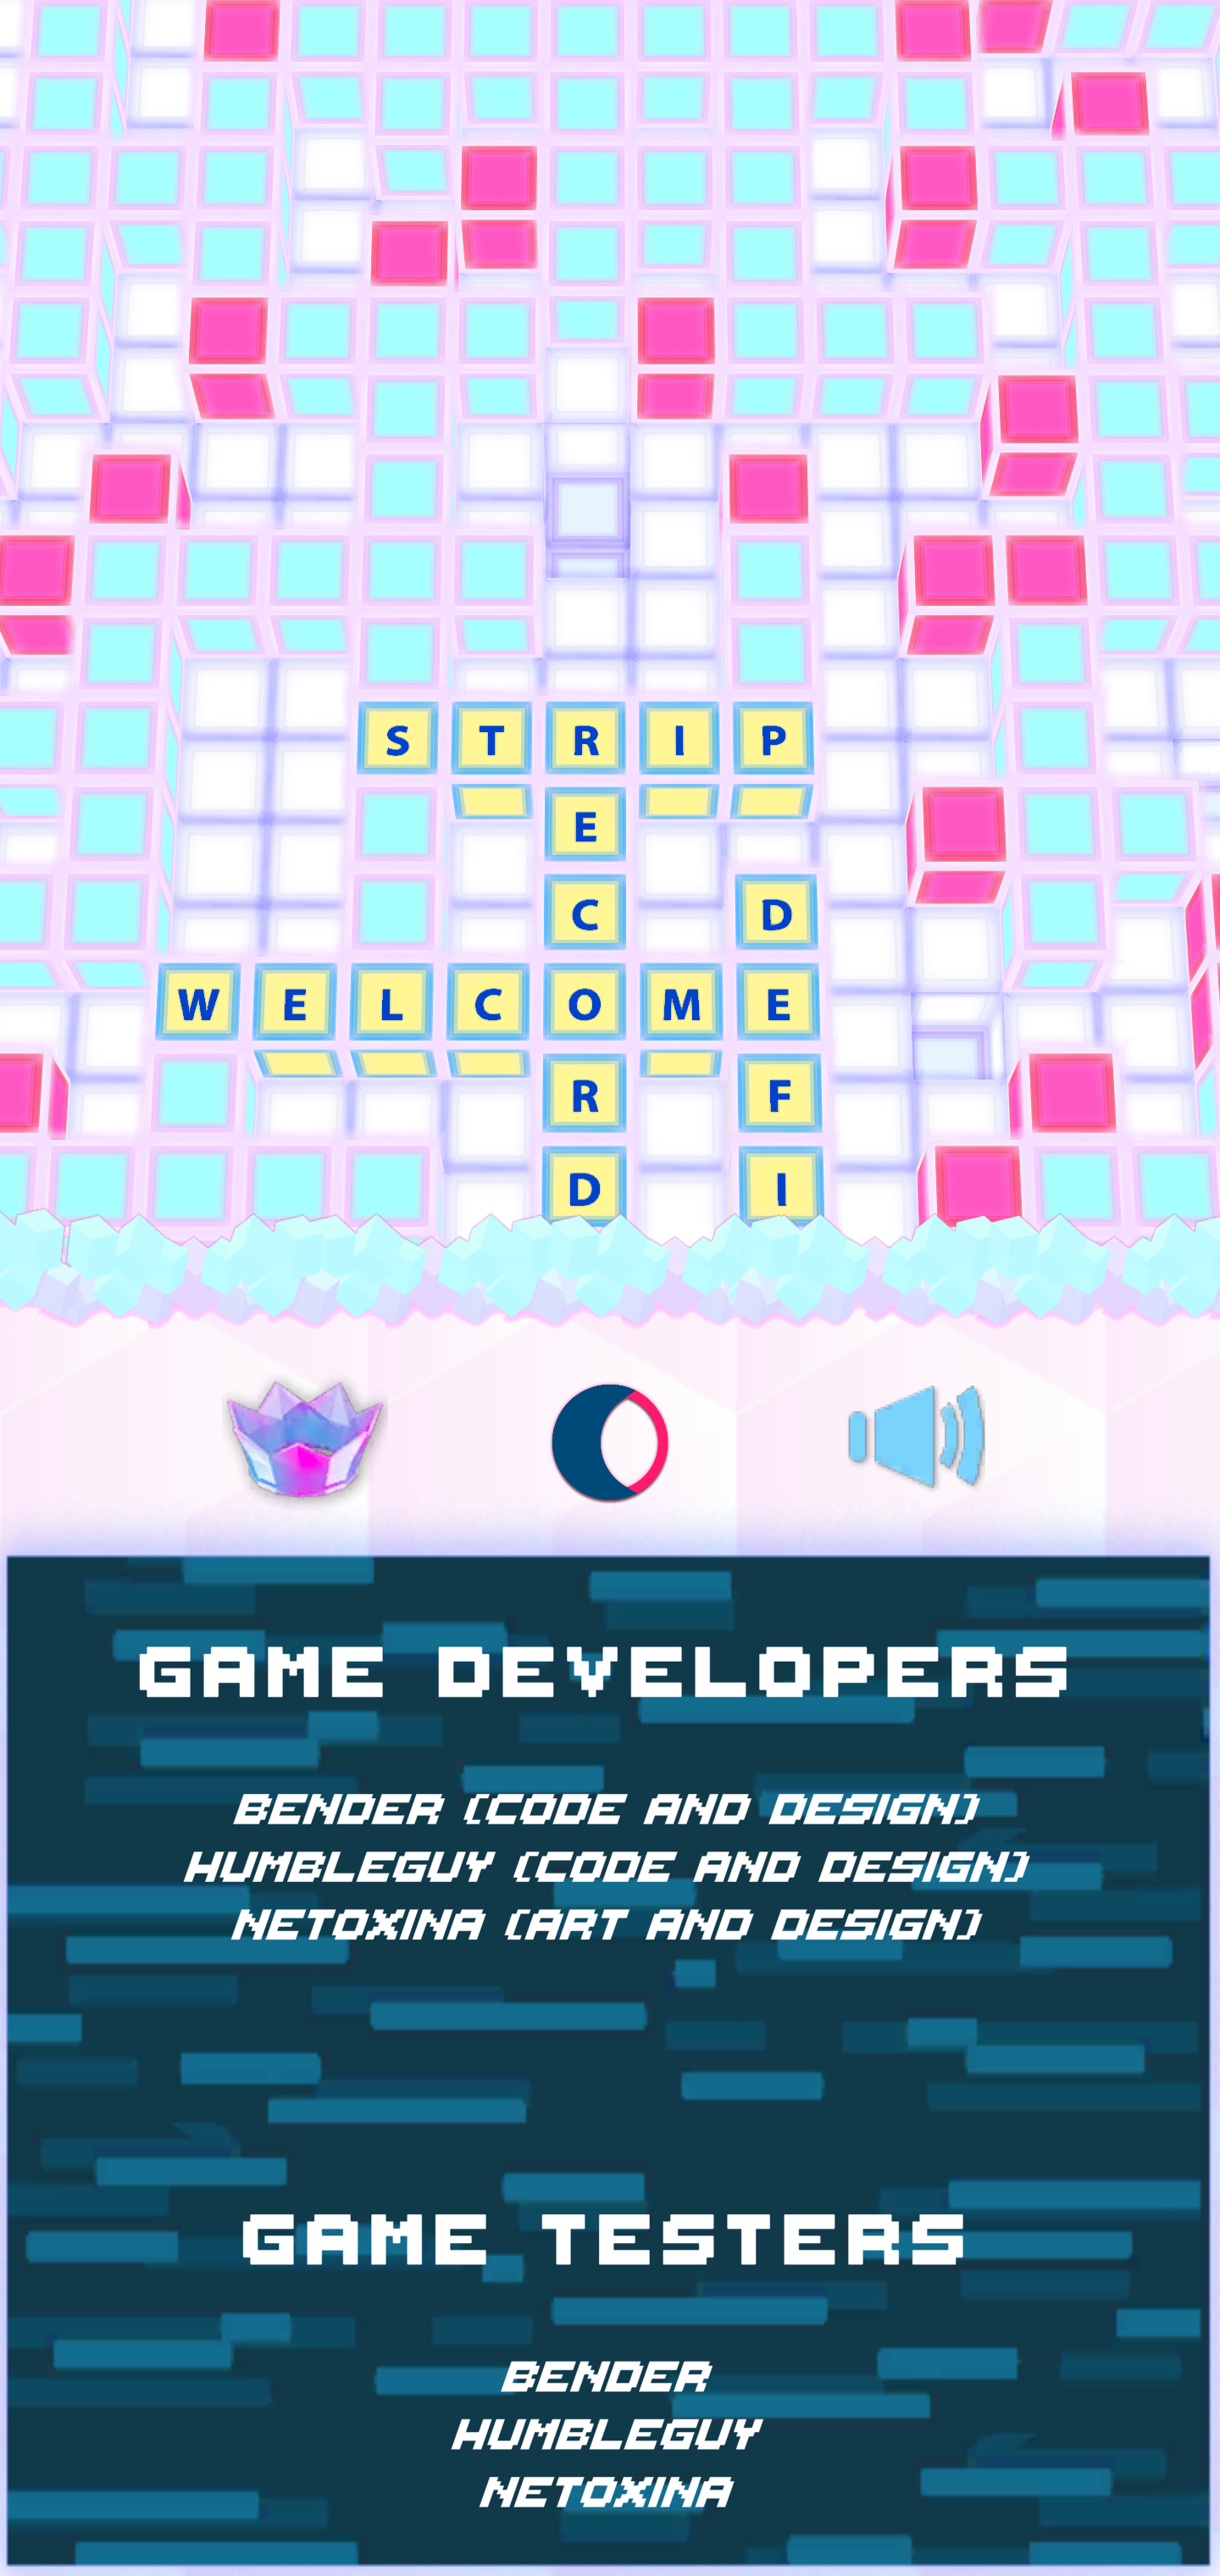 STRIP
RECORD
WELCOME
DEFI
GAME DEVELOPERS
BENDER (CODE AND DESIGN)
HUMBLEGUY (CODE AND DESIGN)
NETOXINA (ART AND DESIGN)
GAME TESTERS
BENDER
HUMBLEGUY
NETOXINA